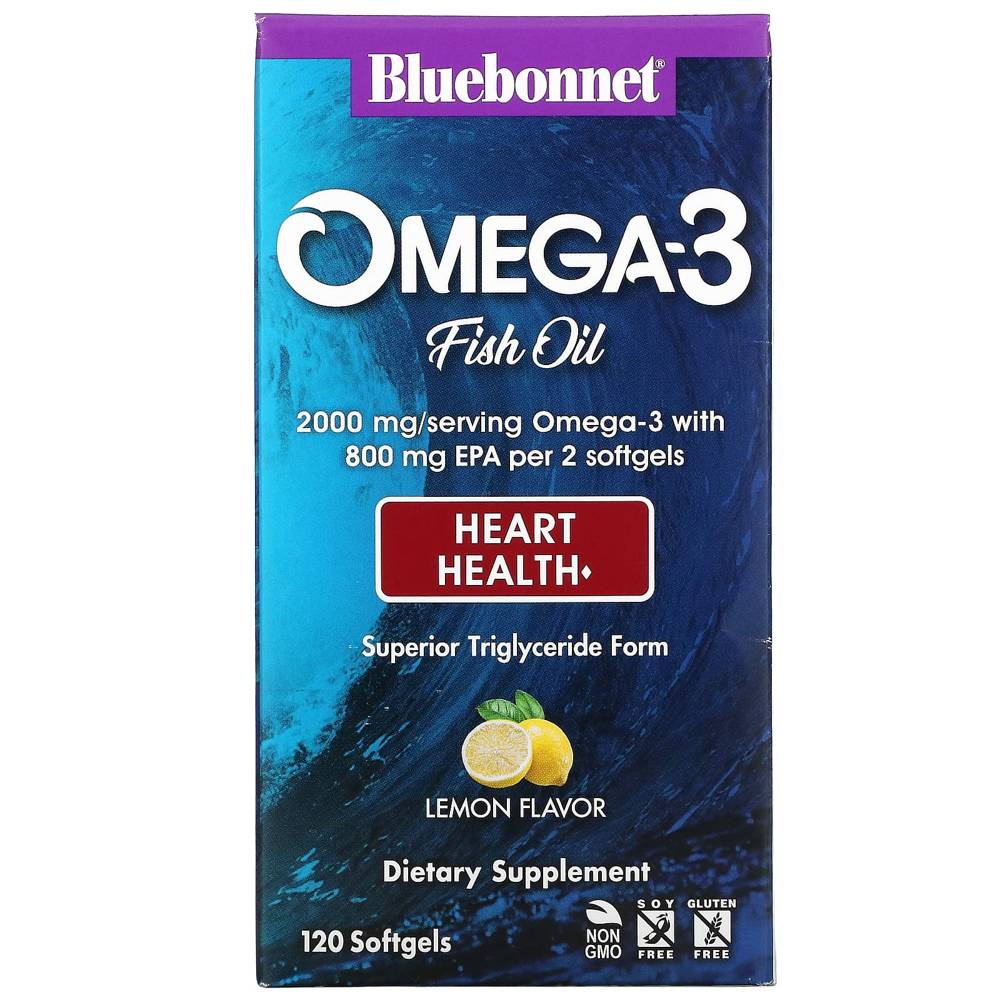 Bluebonnet®
OMEGA-3
Fish Oil
2000 mg/serving Omega-3 with
800 mg EPA per 2 softgels
HEART
HEALTH♦
Superior Triglyceride Form
LEMON FLAVOR
Dietary Supplement
120 Softgels
NON
GMO
SOY
FREE
GLUTEN
FREE